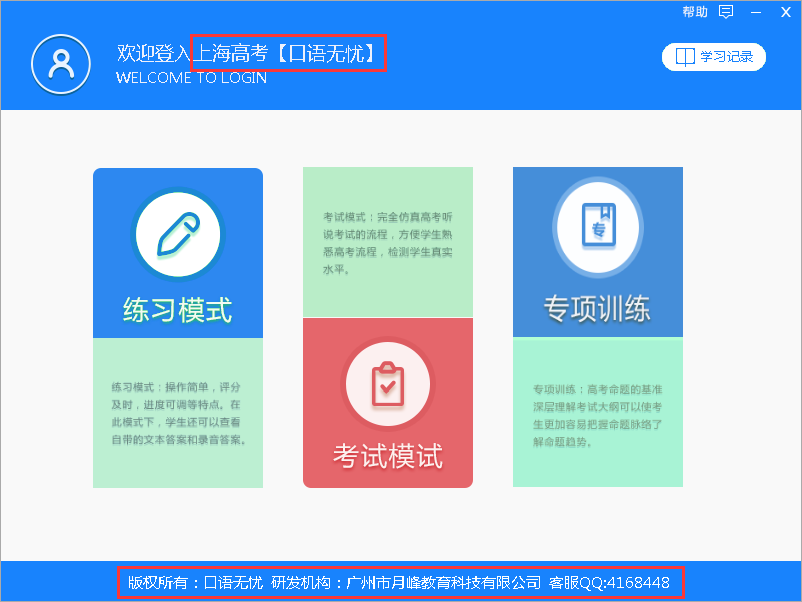 帮助
欢迎登入上海高考【口语无忧】
WELCOME TO LOGIN
学习记录
练习模式
练习模式：操作简单，评分
及时，进度可调等特点。在
此模式下，学生还可以查看
自带的文本答案和录音答案。
考试模式：完全仿真高考听
说考试的流程，方便学生熟
悉高考流程，检测学生真实
水平。
考试模试
专
专项训练
专项训练：高考命题的基准
深层理解考试大纲可以使考
生更加容易把握命题脉络了
解命题趋势。
版权所有：口语无忧 研发机构：广州市月峰教育科技有限公司 客服QQ:4168448